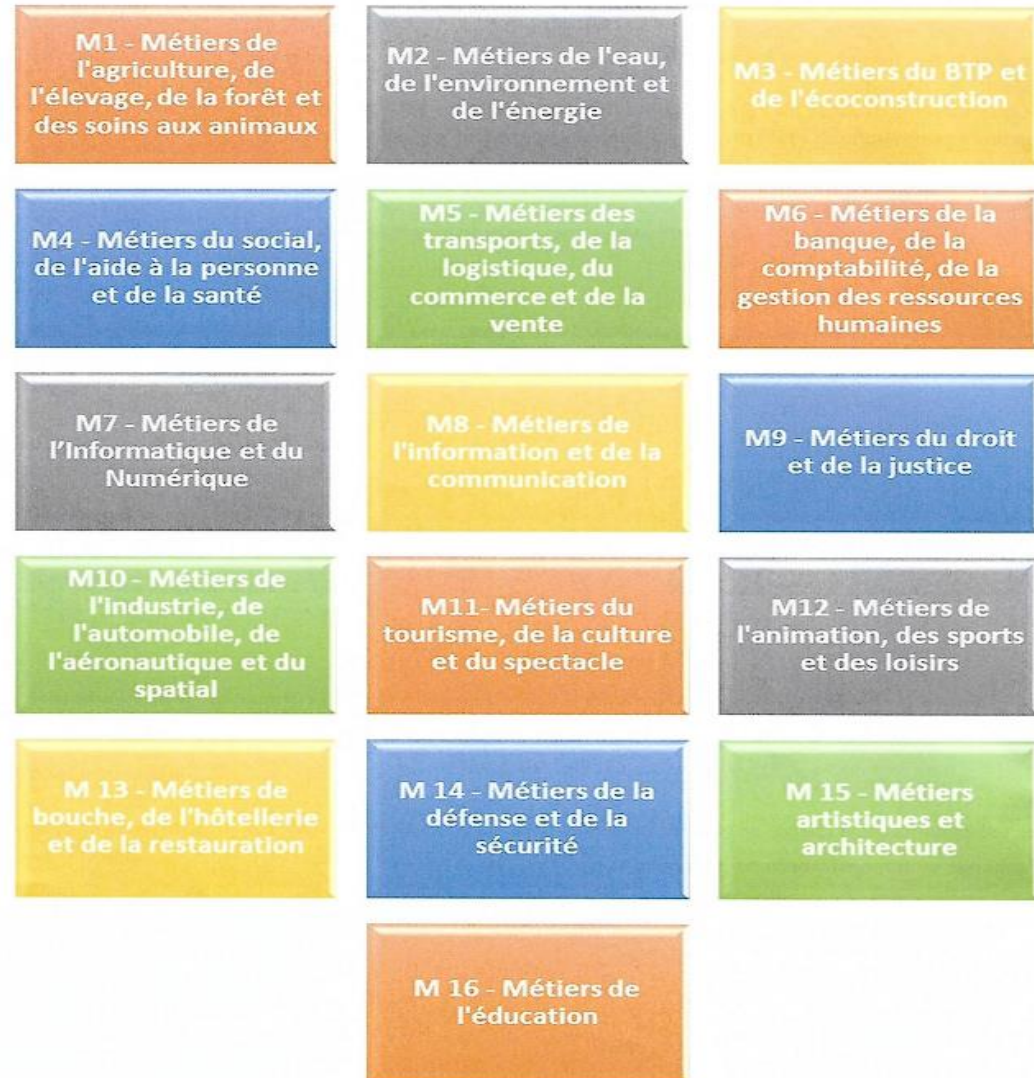 M1 - Métiers de
l'agriculture, de
l'élevage, de la forêt et
des soins aux animaux
M2 - Métiers de l'eau,
de l'environnement et
de l'énergie
M3 - Métiers du BTP et
de l'écoconstruction
M4 - Métiers du social,
de l'aide à la personne
et de la santé
M5 - Métiers des
transports, de la
logistique, du
commerce et de la
vente
M6 - Métiers de la
banque, de la
comptabilité, de la
gestion des ressources
humaines
M7 - Métiers de
l’Informatique et du
Numérique
M8 - Métiers de
l'information et de la
communication
M9 - Métiers du droit
et de la justice
M10 - Métiers de
l'industrie, de
l'automobile, de
l'aéronautique et du
spatial
M11- Métiers du
tourisme, de la culture
et du spectacle
M12 - Métiers de
l'animation, des sports
et des loisirs
M 13 - Métiers de
bouche, de l'hôtellerie
et de la restauration
M 14 - Métiers de la
défense et de la
sécurité
M 15 - Métiers
artistiques et
architecture
M 16 - Métiers de
l'éducation